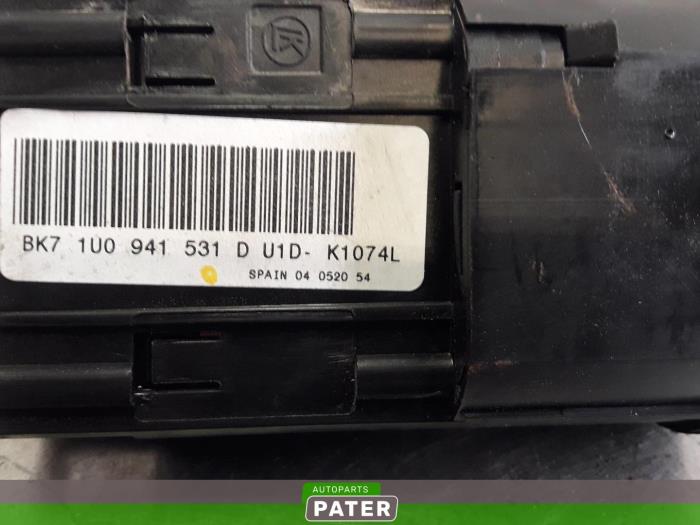 BK7 1U0 941 531 D U1D- K1074L
SPAIN 04 0520 54
AUTOPARTS
PATER